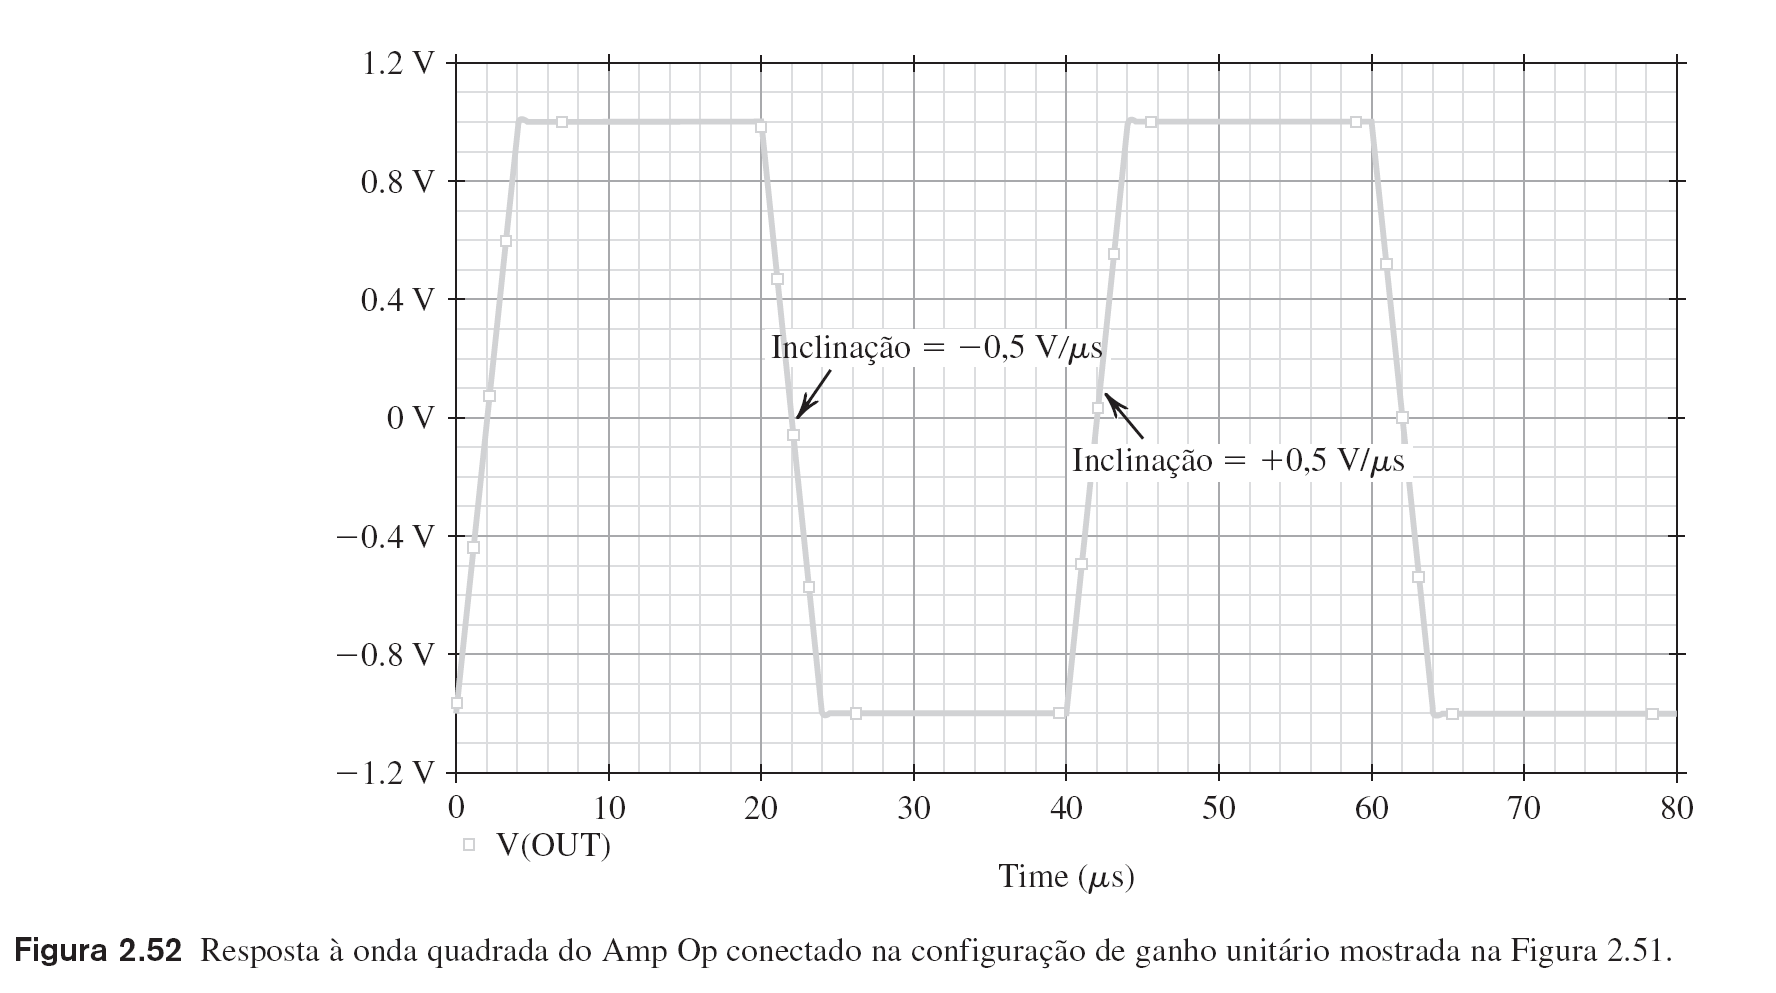 1.2 V
0.8 V
0.4 V
Inclinação = −0,5 V/μs
0 V
Inclinação = +0,5 V/μs
−0.4 V
−0.8 V
−1.2 V
0 10 20 30 40 50 60 70 80
V(OUT)
Time (μs)
Figura 2.52 Resposta à onda quadrada do Amp Op conectado na configuração de ganho unitário mostrada na Figura 2.51.